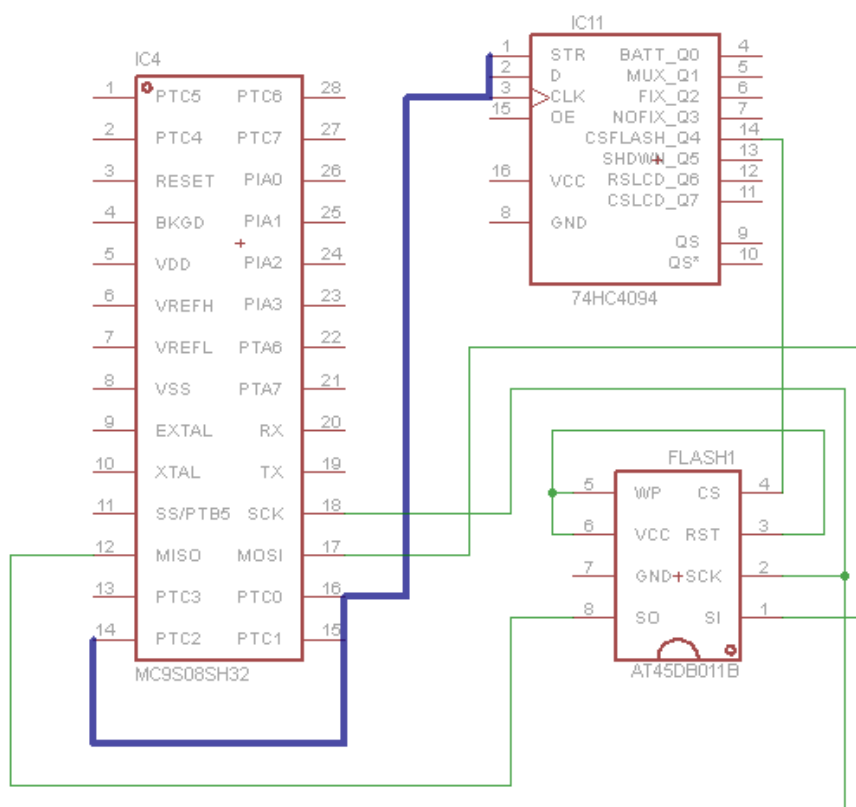 IC4
1 PTC5 PTC6 28
2 PTC4 PTC7 27
3 RESET PIA0 26
4 BKGD PIA1 25
5 VDD PIA2 24
6 VREFH PIA3 23
7 VREFL PTA6 22
8 VSS PTA7 21
9 EXTAL RX 20
10 XTAL TX 19
11 SS/PTB5 SCK 18
12 MISO MOSI 17
13 PTC3 PTC0 16
14 PTC2 PTC1 15
MC9S08SH32
IC11
1 STR BATT_Q0 4
2 D MUX_Q1 5
3 CLK FIX_Q2 6
15 OE NOFIX_Q3 7
CSFLASH_Q4 14
SHDWN_Q5 13
16 VCC RSLCD_Q6 12
CSLCD_Q7 11
8 GND
QS 9
QS* 10
74HC4094
FLASH1
5 WP CS 4
6 VCC RST 3
7 GND SCK 2
8 SO SI 1
AT45DB011B